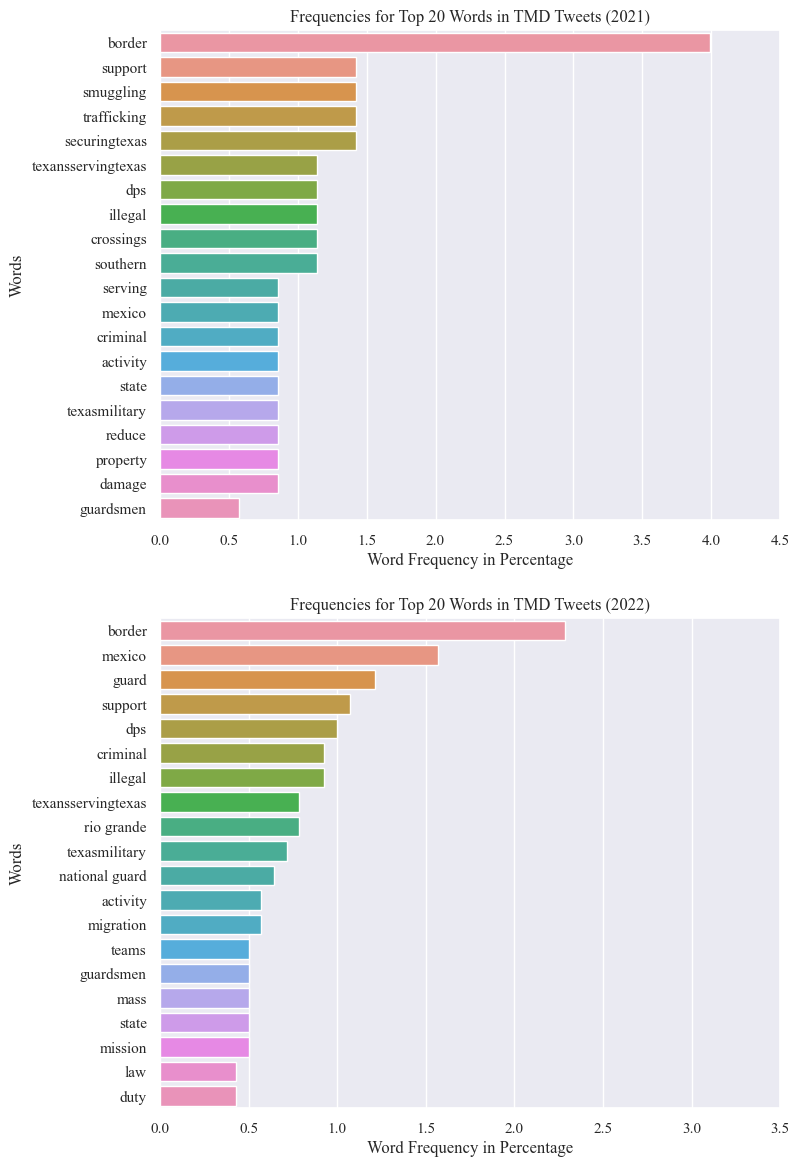 Frequencies for Top 20 Words in TMD Tweets (2021)
border
support
smuggling
trafficking
securingtexas
texansservingtexas
dps
illegal
crossings
southern
serving
mexico
criminal
activity
state
texasmilitary
reduce
property
damage
guardsmen
Words
0.0 0.5 1.0 1.5 2.0 2.5 3.0 3.5 4.0 4.5
Word Frequency in Percentage
Frequencies for Top 20 Words in TMD Tweets (2022)
border
mexico
guard
support
dps
criminal
illegal
texansservingtexas
rio grande
texasmilitary
national guard
activity
migration
teams
guardsmen
mass
state
mission
law
duty
Words
0.0 0.5 1.0 1.5 2.0 2.5 3.0 3.5
Word Frequency in Percentage